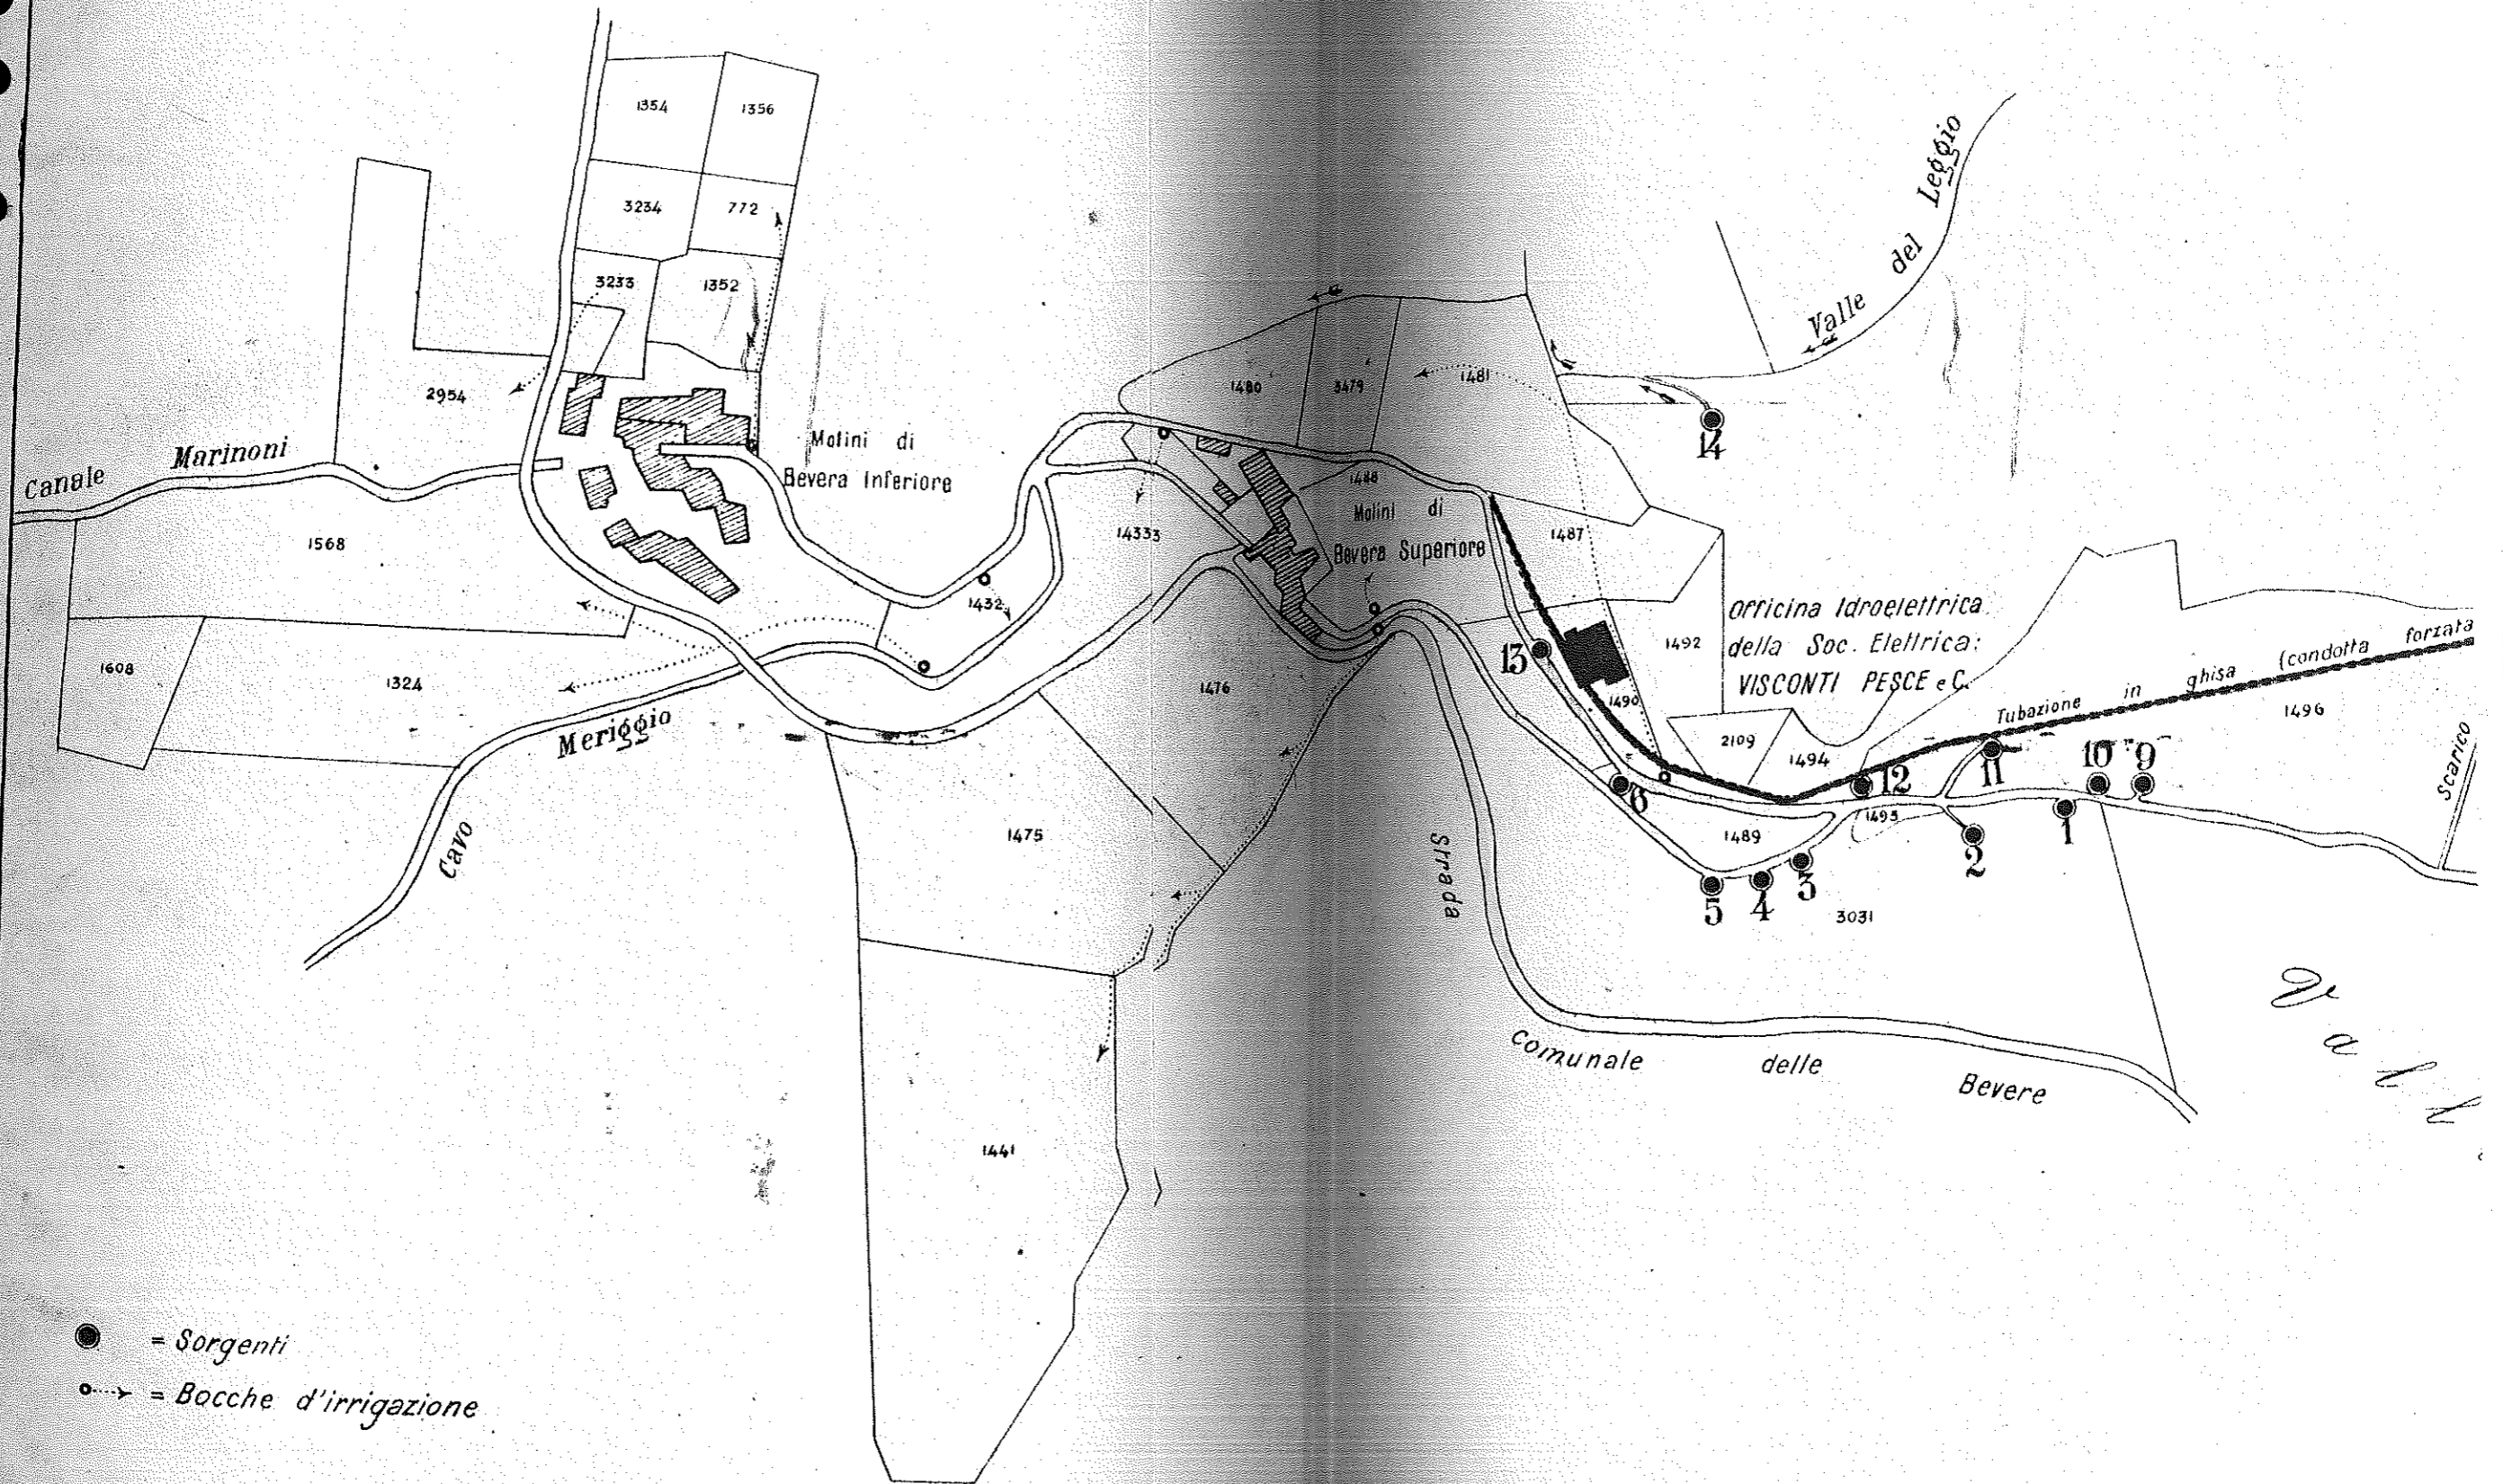 1354
1356
3234
772
3233
1352
2954
Canale Marinoni
Molini di
Bevera Inferiore
1568
1608
1324
Cavo Meriggio
1432
14333
1480
3479
1481
1488
Molini di
Bevera Superiore
1487
Valle del Leggio
14
1492
Officina Idroelettrica
della Soc. Elettrica:
VISCONTI PESCE e C.
13
1490
2109
1494
Tubazione in ghisa (condotta forzata
1496
Scarico
12
11
10
9
6
1489
1493
1
2
3
4
5
3031
1476
1475
1441
Strada Comunale delle Bevere
Vall
= Sorgenti
= Bocche d'irrigazione